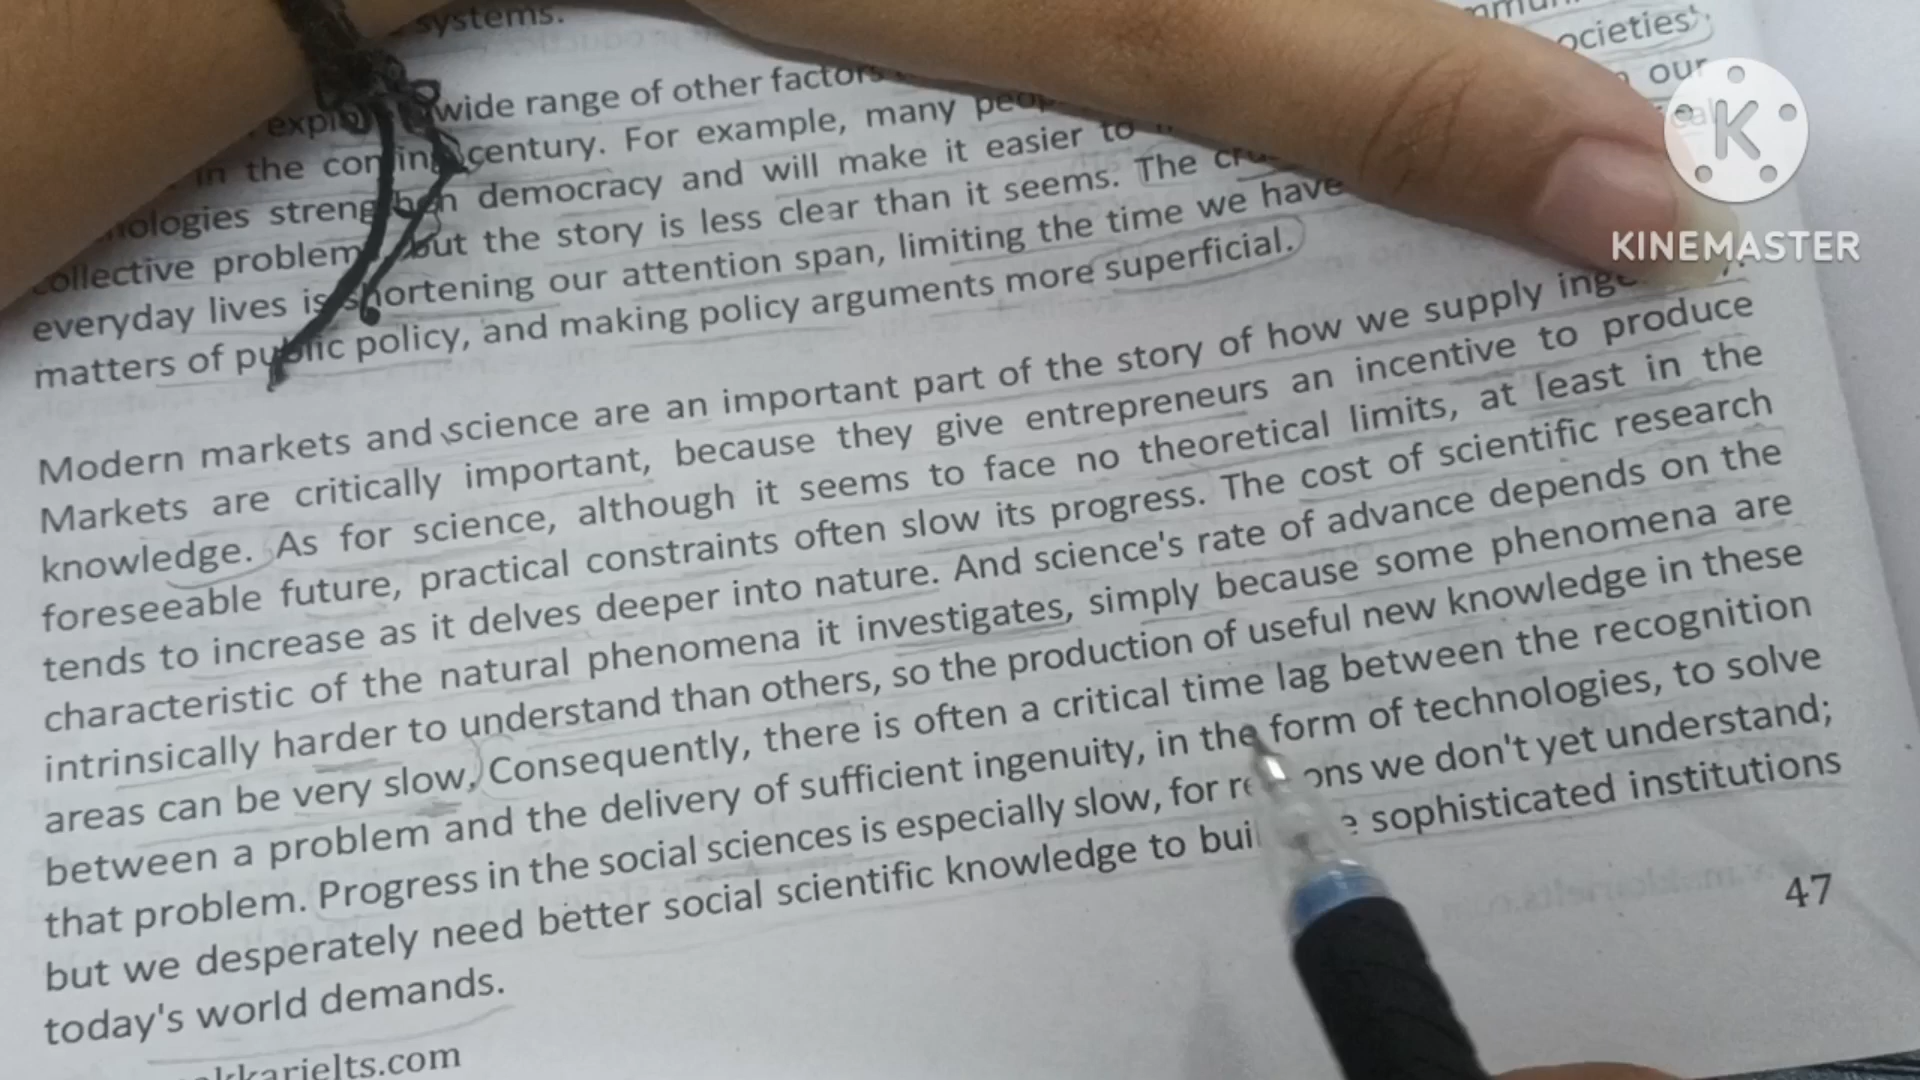 systems.
ocieties'.
wide range of other factors our
in the coming century. For example, many
strengthen democracy and will make it easier to
collective problem but the story is less clear than it seems. The
everyday lives is shortening our attention span, limiting the time we have
matters of public policy, and making policy arguments more superficial.
Modern markets and science are an important part of the story of how we supply
Markets are critically important, because they give entrepreneurs an incentive to produce
knowledge. As for science, although it seems to face no theoretical limits, at least in the
foreseeable future, practical constraints often slow its progress. The cost of scientific research
tends to increase as it delves deeper into nature. And science's rate of advance depends on the
characteristic of the natural phenomena it investigates, simply because some phenomena are
intrinsically harder to understand than others, so the production of useful new knowledge in these
areas can be very slow. Consequently, there is often a critical time lag between the recognition
between a problem and the delivery of sufficient ingenuity, in the form of technologies, to solve
that problem. Progress in the social sciences is especially slow, for reasons we don't yet understand;
but we desperately need better social scientific knowledge to build sophisticated institutions
today's world demands.
47
kkarielts.com
K
KINEMASTER